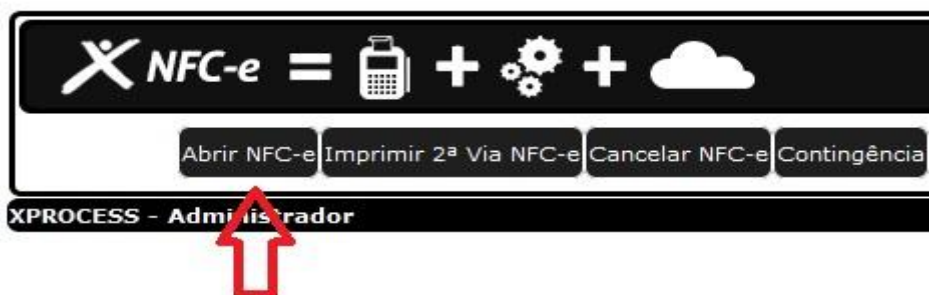 NFC-e = + +
Abrir NFC-e Imprimir 2ª Via NFC-e Cancelar NFC-e Contingência
XPROCESS - Administrador